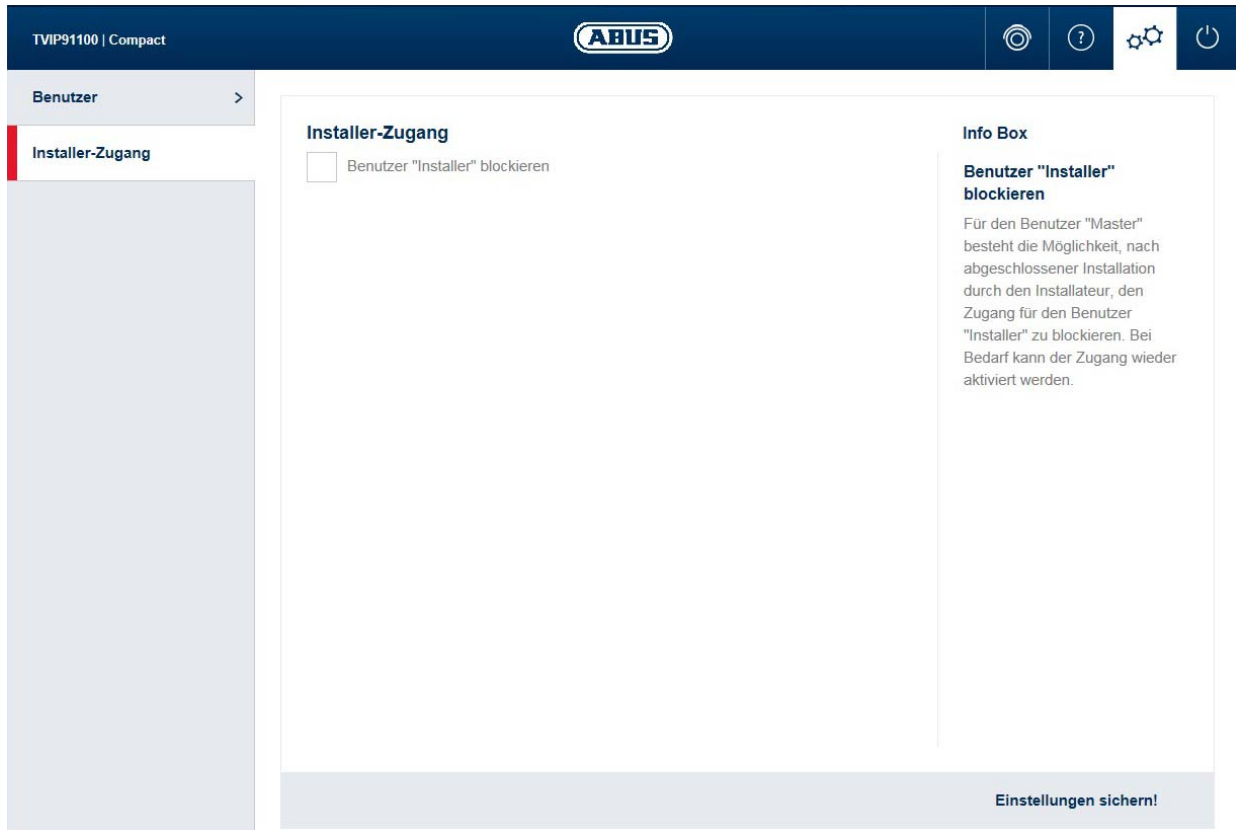 TVIP91100 | Compact
ABUS
?
Benutzer >
Installer-Zugang
Installer-Zugang
Benutzer "Installer" blockieren
Info Box
Benutzer "Installer"
blockieren
Für den Benutzer "Master"
besteht die Möglichkeit, nach
abgeschlossener Installation
durch den Installateur, den
Zugang für den Benutzer
"Installer" zu blockieren. Bei
Bedarf kann der Zugang wieder
aktiviert werden.
Einstellungen sichern!